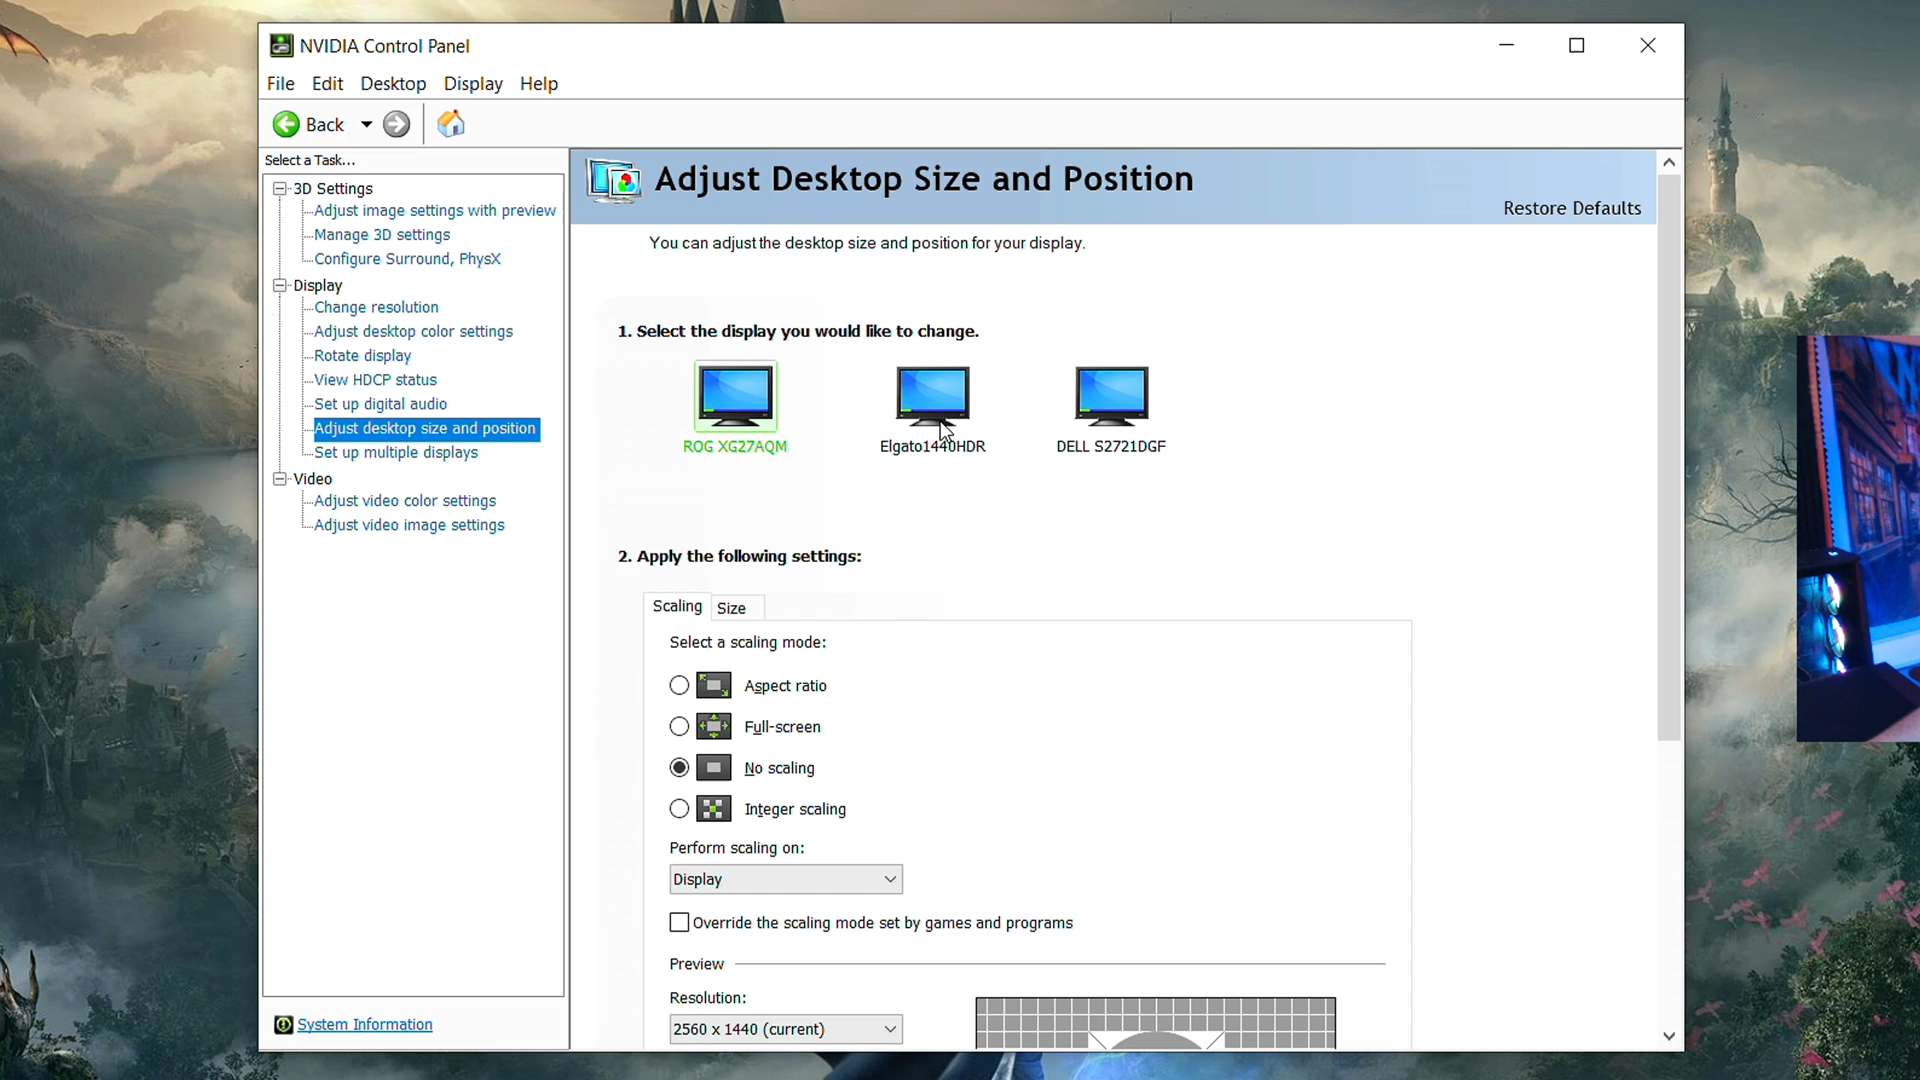 NVIDIA Control Panel
File Edit Desktop Display Help
Back
Select a Task...
3D Settings
Adjust image settings with preview
Manage 3D settings
Configure Surround, PhysX
Display
Change resolution
Adjust desktop color settings
Rotate display
View HDCP status
Set up digital audio
Adjust desktop size and position
Set up multiple displays
Video
Adjust video color settings
Adjust video image settings
System Information
Adjust Desktop Size and Position
Restore Defaults
You can adjust the desktop size and position for your display.
1. Select the display you would like to change.
ROG XG27AQM Elgato1440HDR DELL S2721DGF
2. Apply the following settings:
Scaling Size
Select a scaling mode:
Aspect ratio
Full-screen
No scaling
Integer scaling
Perform scaling on:
Display
Override the scaling mode set by games and programs
Preview
Resolution:
2560 x 1440 (current)